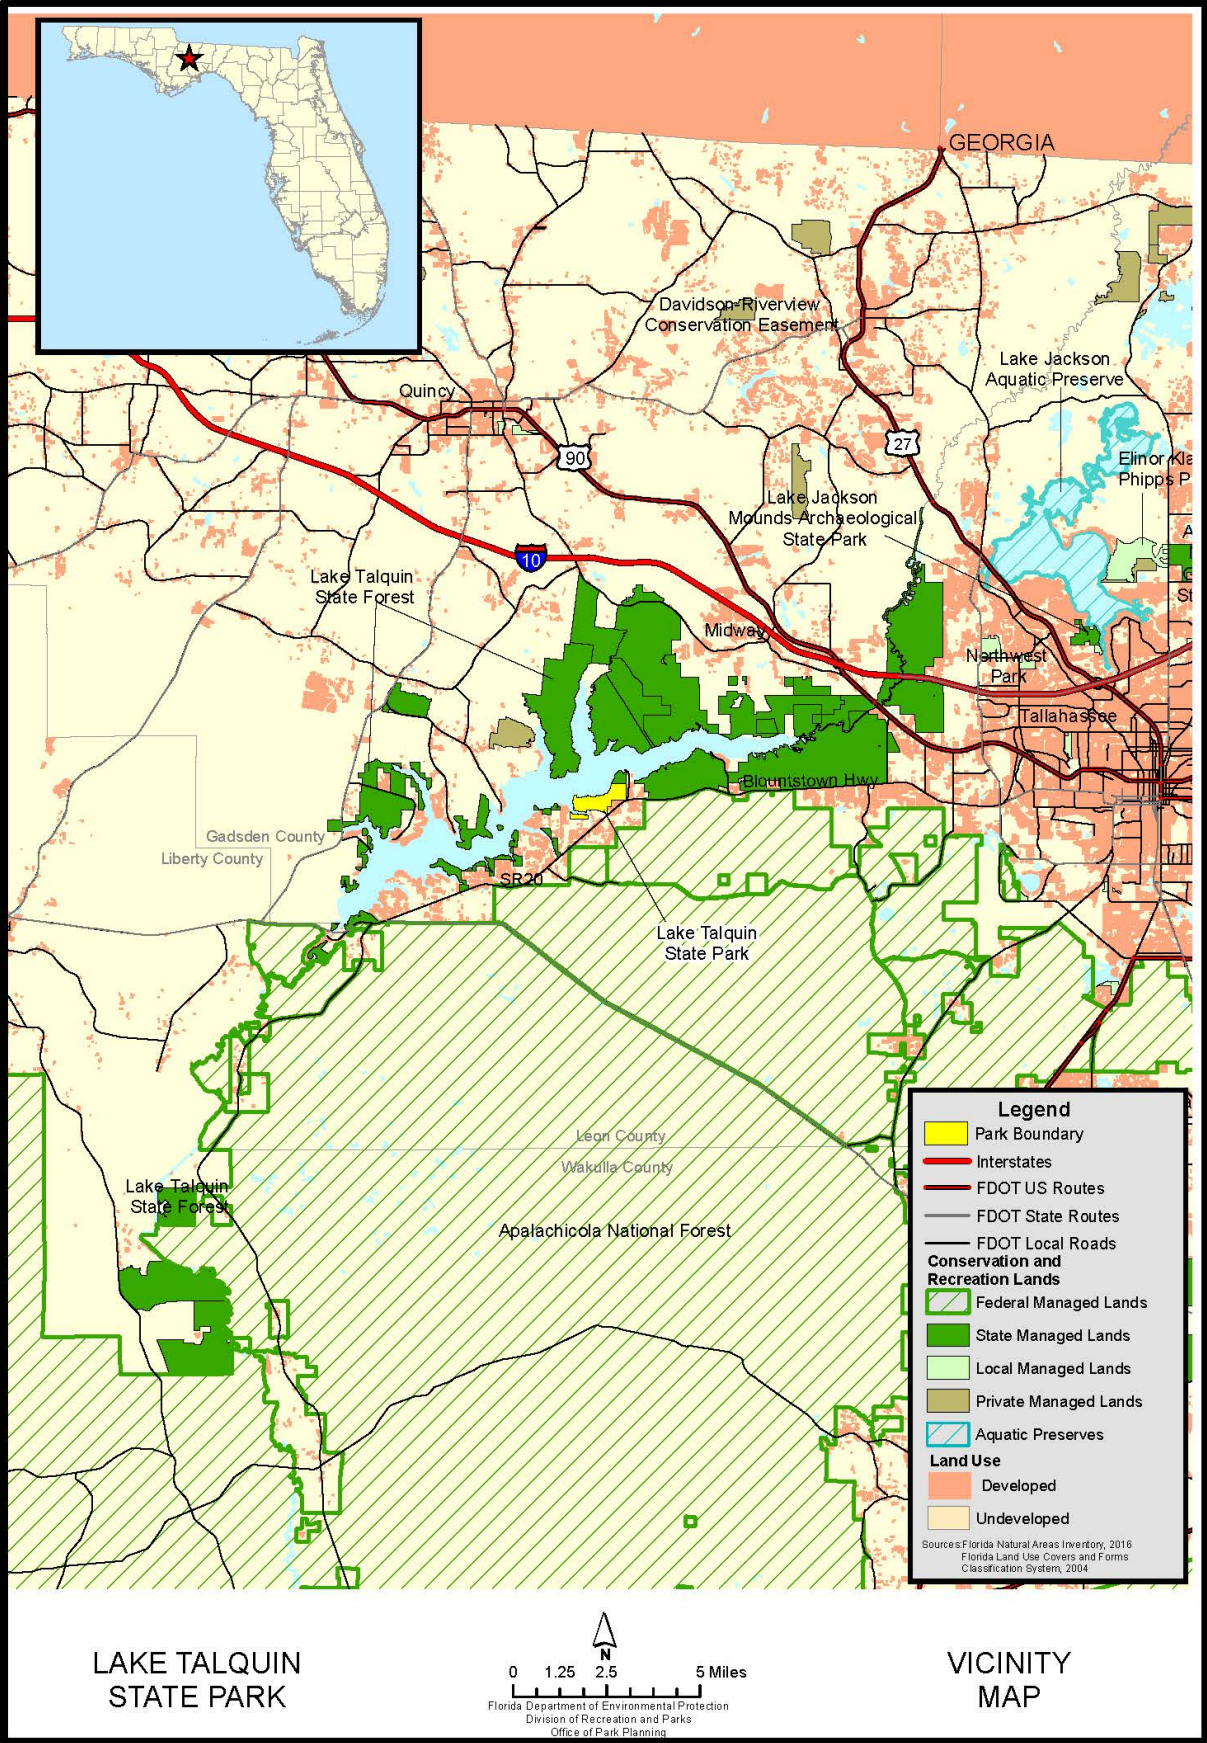 GEORGIA
Davidson-Riverview
Conservation Easement
Lake Jackson
Aquatic Preserve
Quincy
90
27
Elinor Kla
Phipps P
Lake Jackson
Mounds Archaeological
State Park
10
Lake Talquin
State Forest
Midway
Northwest
Park
Tallahassee
Blountstown Hwy
Gadsden County
Liberty County
SR20
Lake Talquin
State Park
Leon County
Wakulla County
Lake Talquin
State Forest
Apalachicola National Forest
Legend
Park Boundary
Interstates
FDOT US Routes
FDOT State Routes
FDOT Local Roads
Conservation and
Recreation Lands
Federal Managed Lands
State Managed Lands
Local Managed Lands
Private Managed Lands
Aquatic Preserves
Land Use
Developed
Undeveloped
Sources:Florida Natural Areas Inventory, 2016
Florida Land Use Covers and Forms
Classification System, 2004
N
0 1.25 2.5 5 Miles
Florida Department of Environmental Protection
Division of Recreation and Parks
Office of Park Planning
LAKE TALQUIN
STATE PARK
VICINITY
MAP